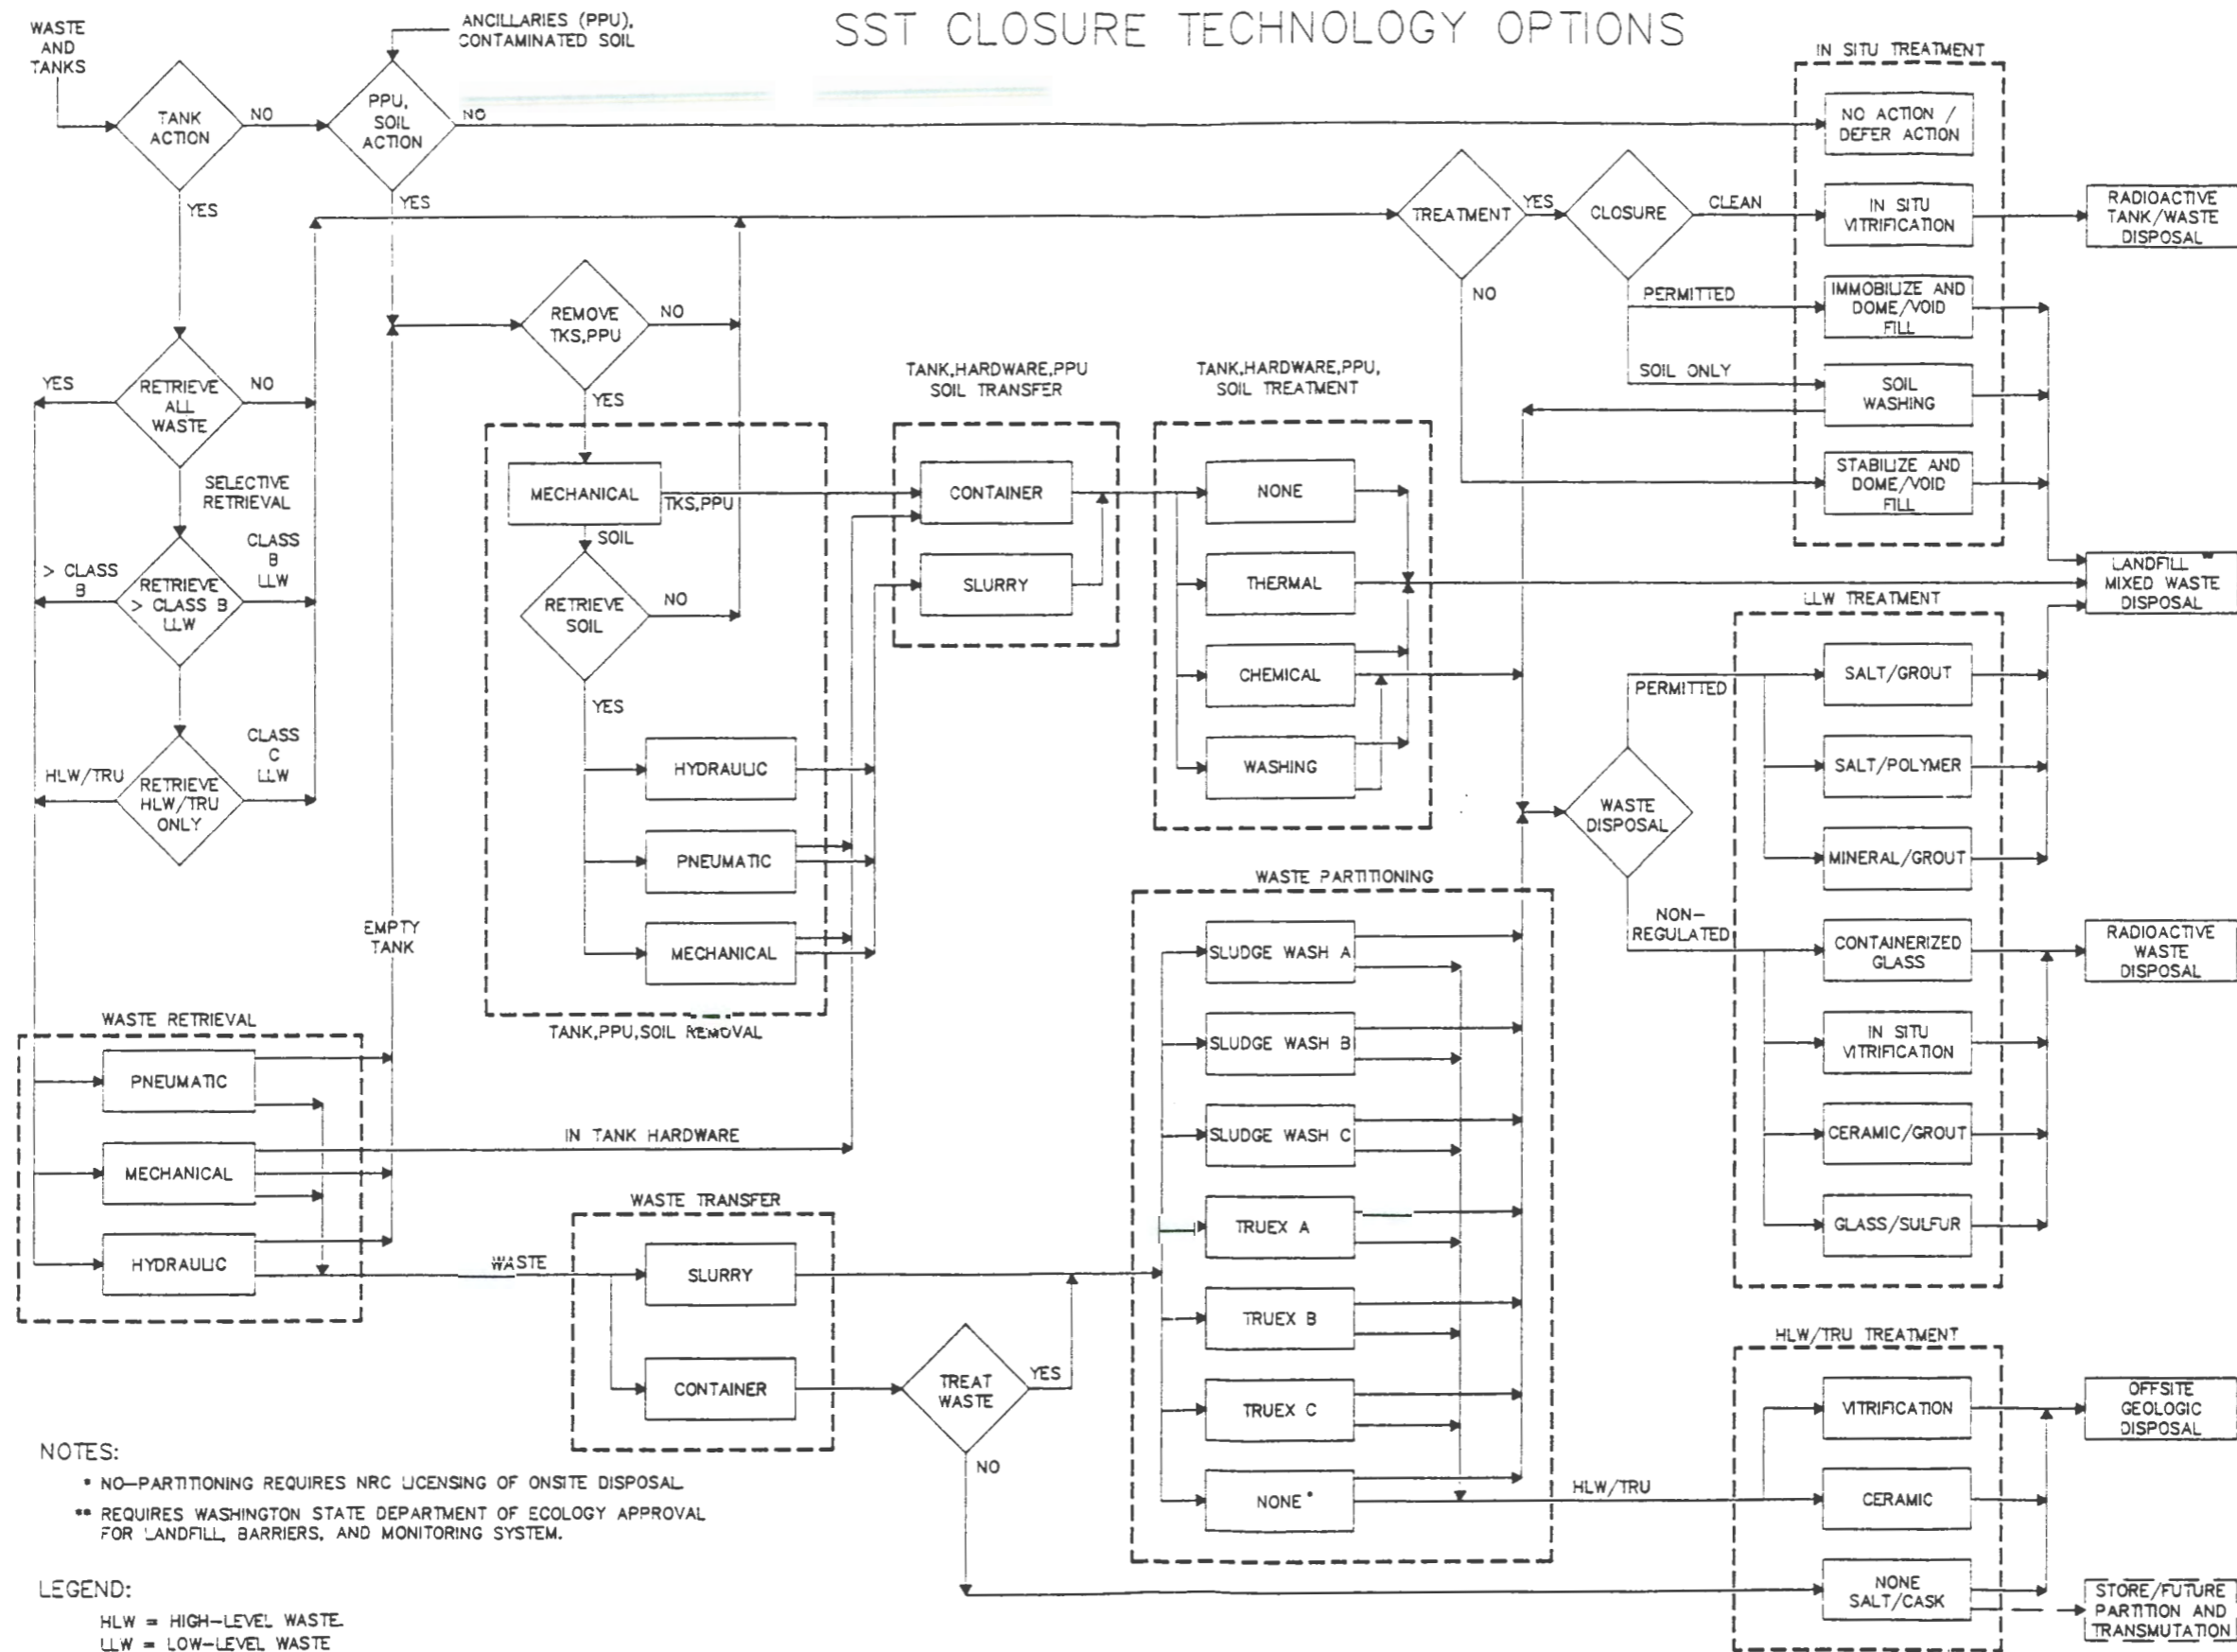 SST CLOSURE TECHNOLOGY OPTIONS
WASTE
AND
TANKS
ANCILLARIES (PPU),
CONTAMINATED SOIL
TANK
ACTION
NO
YES
PPU,
SOIL
ACTION
NO
YES
RETRIEVE
ALL
WASTE
YES
NO
SELECTIVE
RETRIEVAL
RETRIEVE
> CLASS B
LLW
> CLASS
B
CLASS
B
LLW
RETRIEVE
HLW/TRU
ONLY
HLW/TRU
CLASS
C
LLW
EMPTY
TANK
WASTE RETRIEVAL
PNEUMATIC
MECHANICAL
HYDRAULIC
IN TANK HARDWARE
WASTE
REMOVE
TKS,PPU
NO
YES
MECHANICAL
TKS,PPU
SOIL
RETRIEVE
SOIL
NO
YES
HYDRAULIC
PNEUMATIC
MECHANICAL
TANK,PPU,SOIL REMOVAL
TANK,HARDWARE,PPU
SOIL TRANSFER
CONTAINER
SLURRY
TANK,HARDWARE,PPU,
SOIL TREATMENT
NONE
THERMAL
CHEMICAL
WASHING
WASTE TRANSFER
SLURRY
CONTAINER
TREAT
WASTE
YES
NO
WASTE PARTITIONING
SLUDGE WASH A
SLUDGE WASH B
SLUDGE WASH C
TRUEX A
TRUEX B
TRUEX C
NONE *
HLW/TRU
TREATMENT
YES
NO
CLOSURE
CLEAN
PERMITTED
SOIL ONLY
IN SITU TREATMENT
NO ACTION /
DEFER ACTION
IN SITU
VITRIFICATION
IMMOBILIZE AND
DOME/VOID
FILL
SOIL
WASHING
STABILIZE AND
DOME/VOID
FILL
RADIOACTIVE
TANK/WASTE
DISPOSAL
LANDFILL **
MIXED WASTE
DISPOSAL
WASTE
DISPOSAL
PERMITTED
NON-
REGULATED
LLW TREATMENT
SALT/GROUT
SALT/POLYMER
MINERAL/GROUT
CONTAINERIZED
GLASS
IN SITU
VITRIFICATION
CERAMIC/GROUT
GLASS/SULFUR
RADIOACTIVE
WASTE
DISPOSAL
HLW/TRU TREATMENT
VITRIFICATION
CERAMIC
NONE
SALT/CASK
OFFSITE
GEOLOGIC
DISPOSAL
STORE/FUTURE
PARTITION AND
TRANSMUTATION
NOTES:
* NO-PARTITIONING REQUIRES NRC LICENSING OF ONSITE DISPOSAL
** REQUIRES WASHINGTON STATE DEPARTMENT OF ECOLOGY APPROVAL
FOR LANDFILL, BARRIERS, AND MONITORING SYSTEM.
LEGEND:
HLW = HIGH-LEVEL WASTE
LLW = LOW-LEVEL WASTE